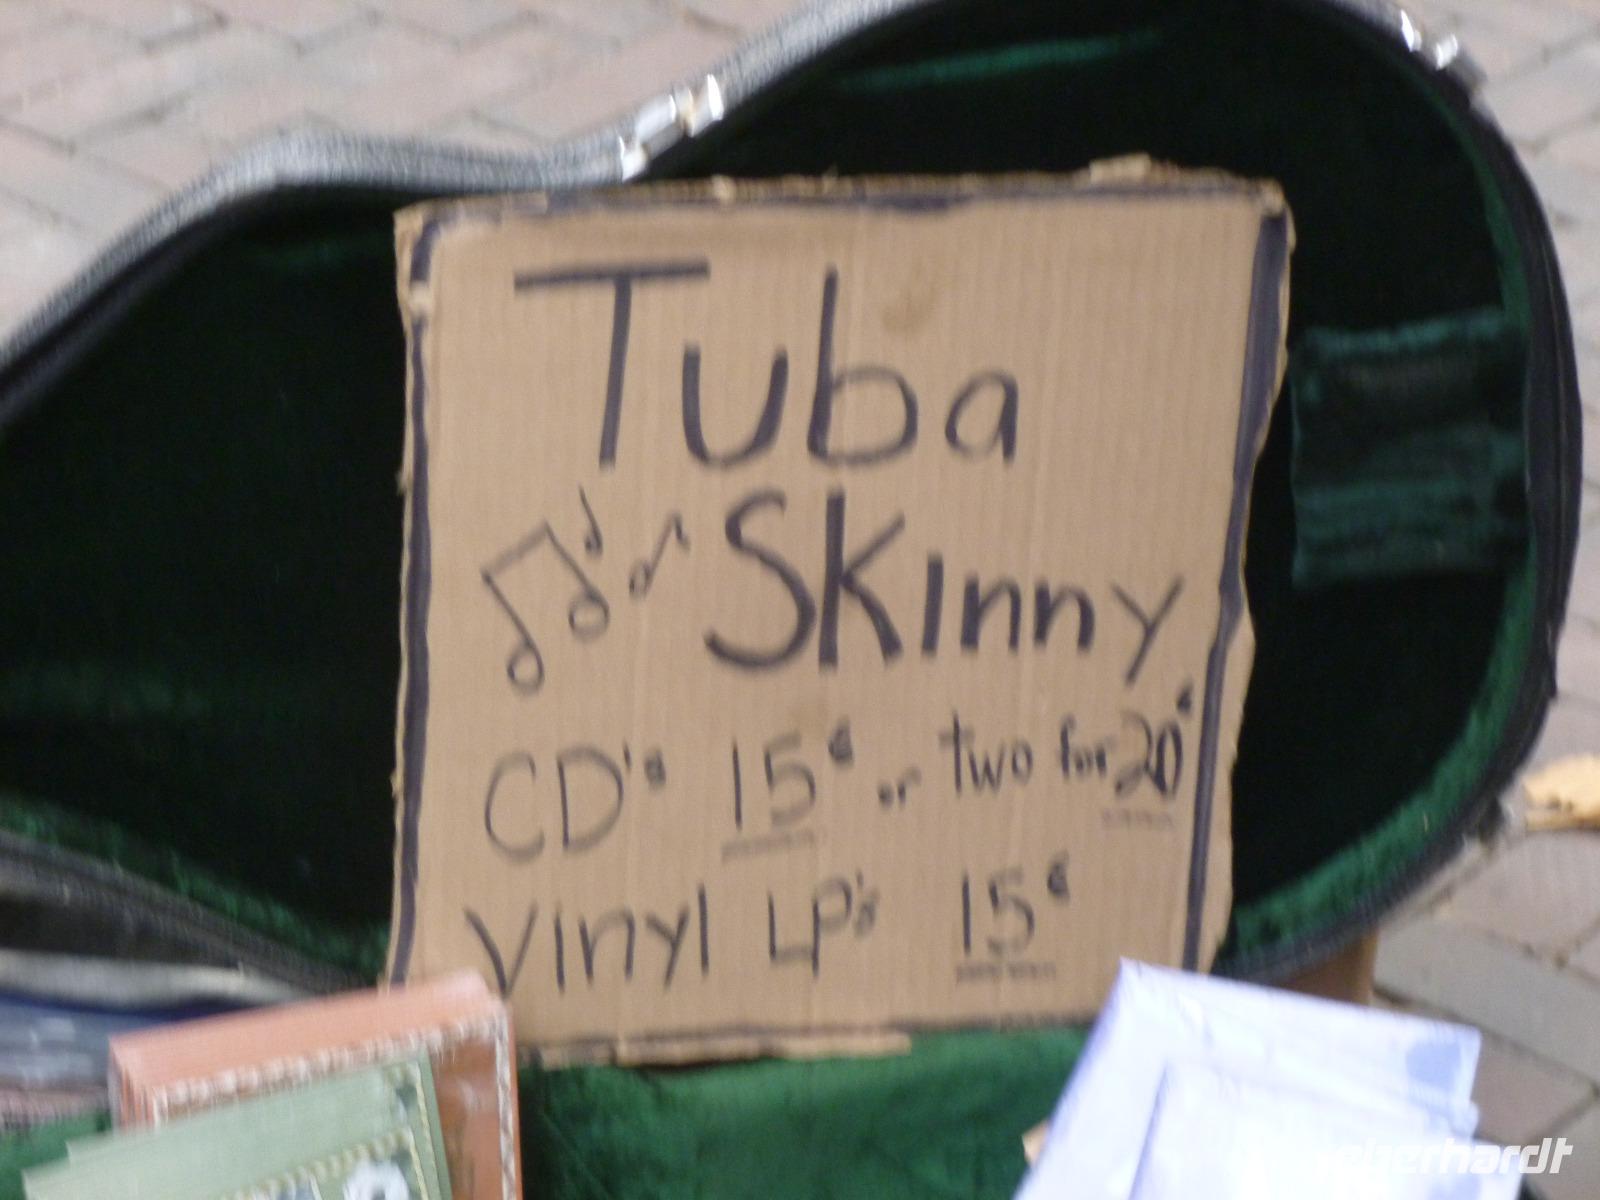 Tuba
Skinny
CD's 15€ or two for 20€
Vinyl LP's 15€